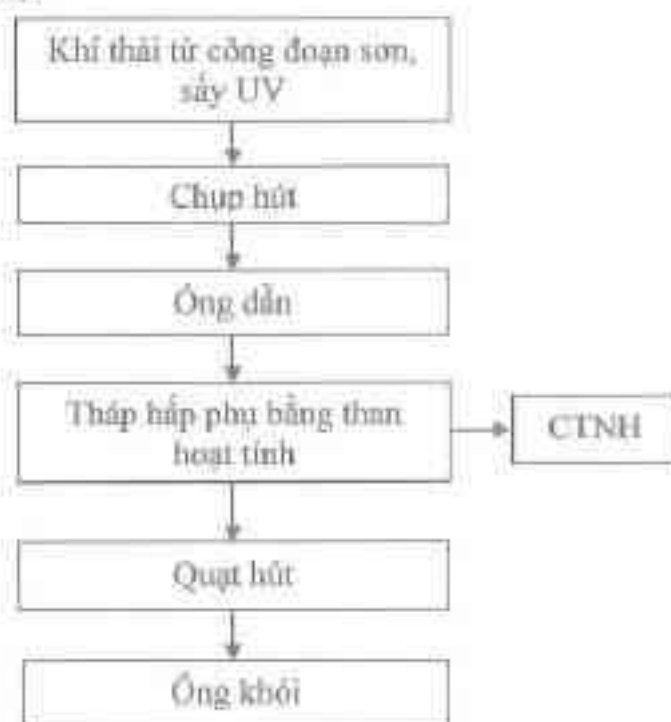 Khí thải từ công đoạn sơn,
sấy UV
Chụp hút
Ống dẫn
Tháp hấp phụ bằng than
hoạt tính
CTNH
Quạt hút
Ống khói